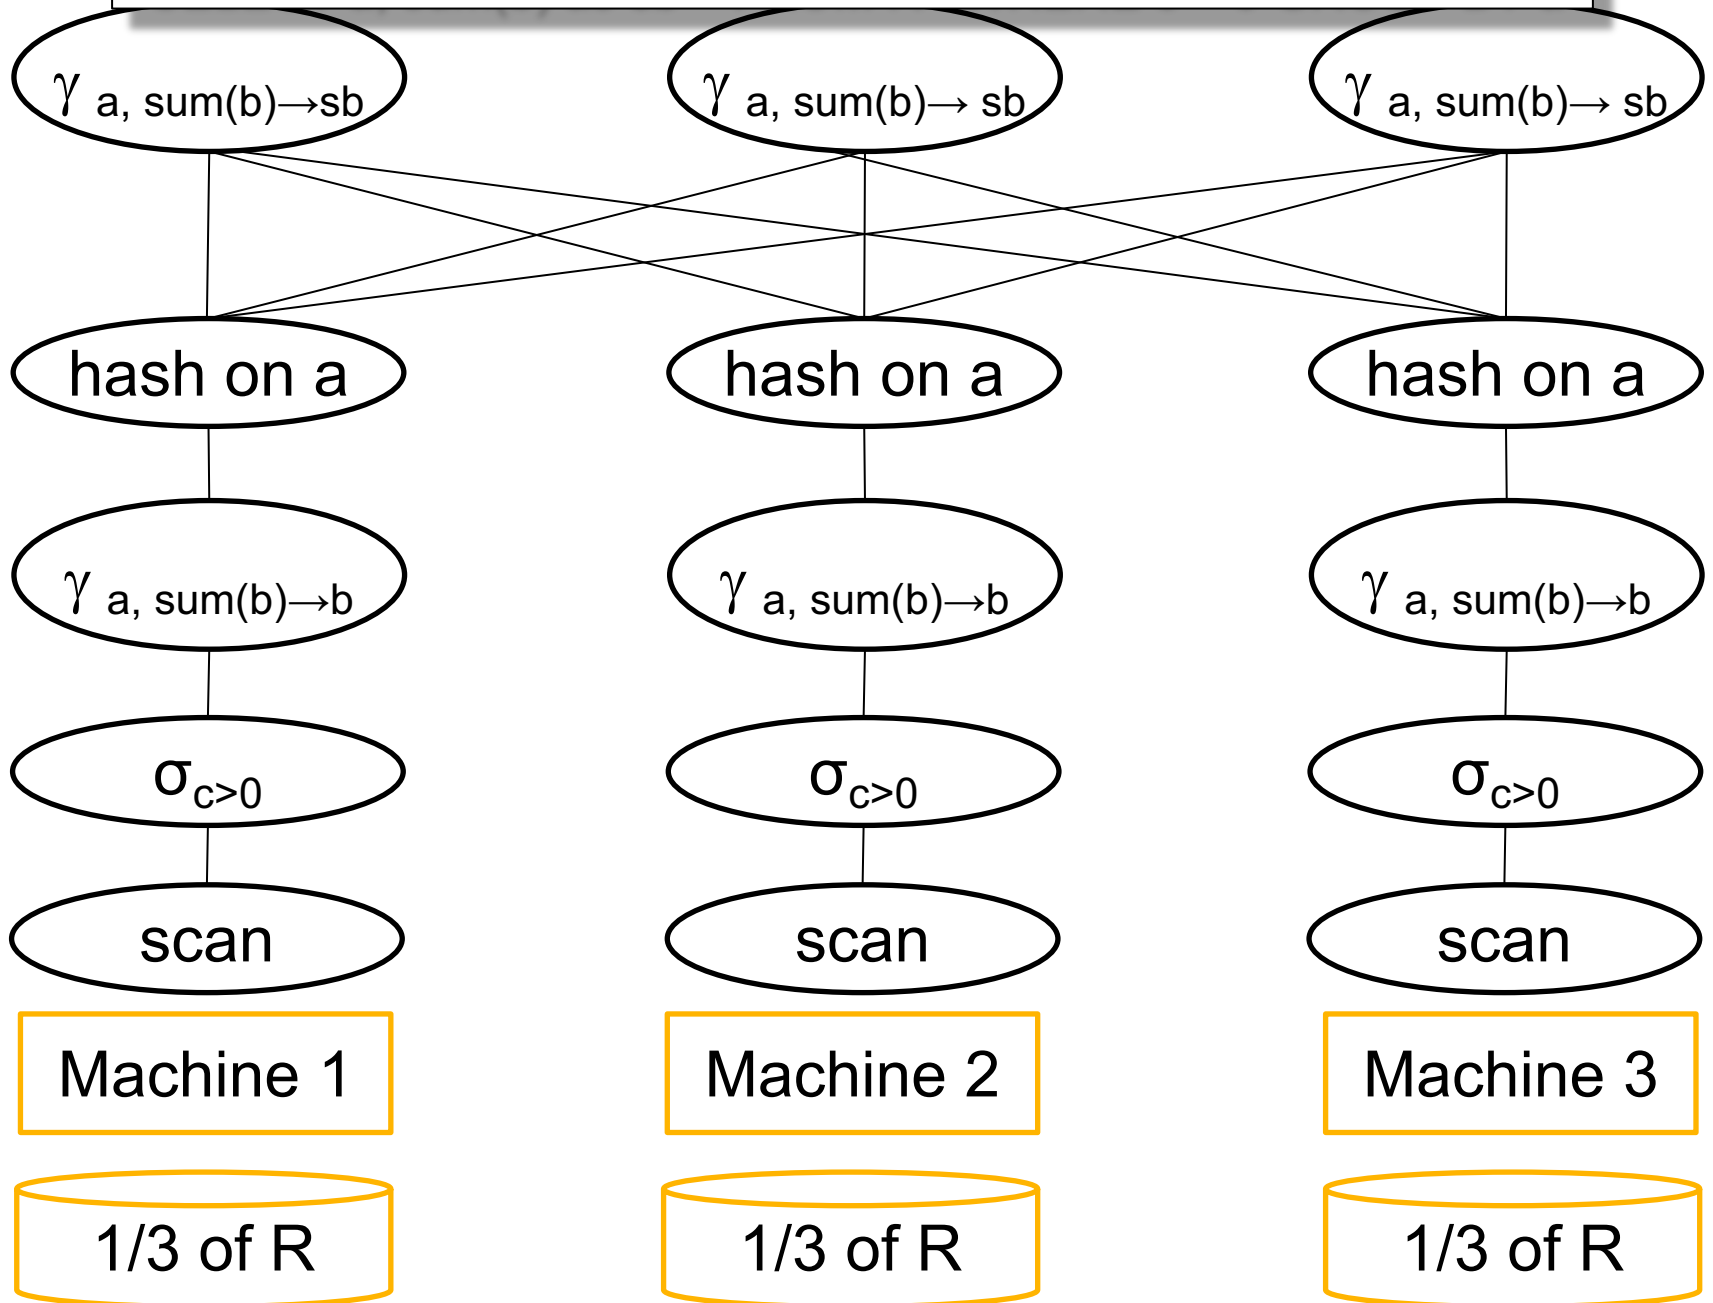 γ a, sum(b)→sb γ a, sum(b)→ sb γ a, sum(b)→ sb
hash on a hash on a hash on a
γ a, sum(b)→b γ a, sum(b)→b γ a, sum(b)→b
σc>0 σc>0 σc>0
scan scan scan
Machine 1 Machine 2 Machine 3
1/3 of R 1/3 of R 1/3 of R